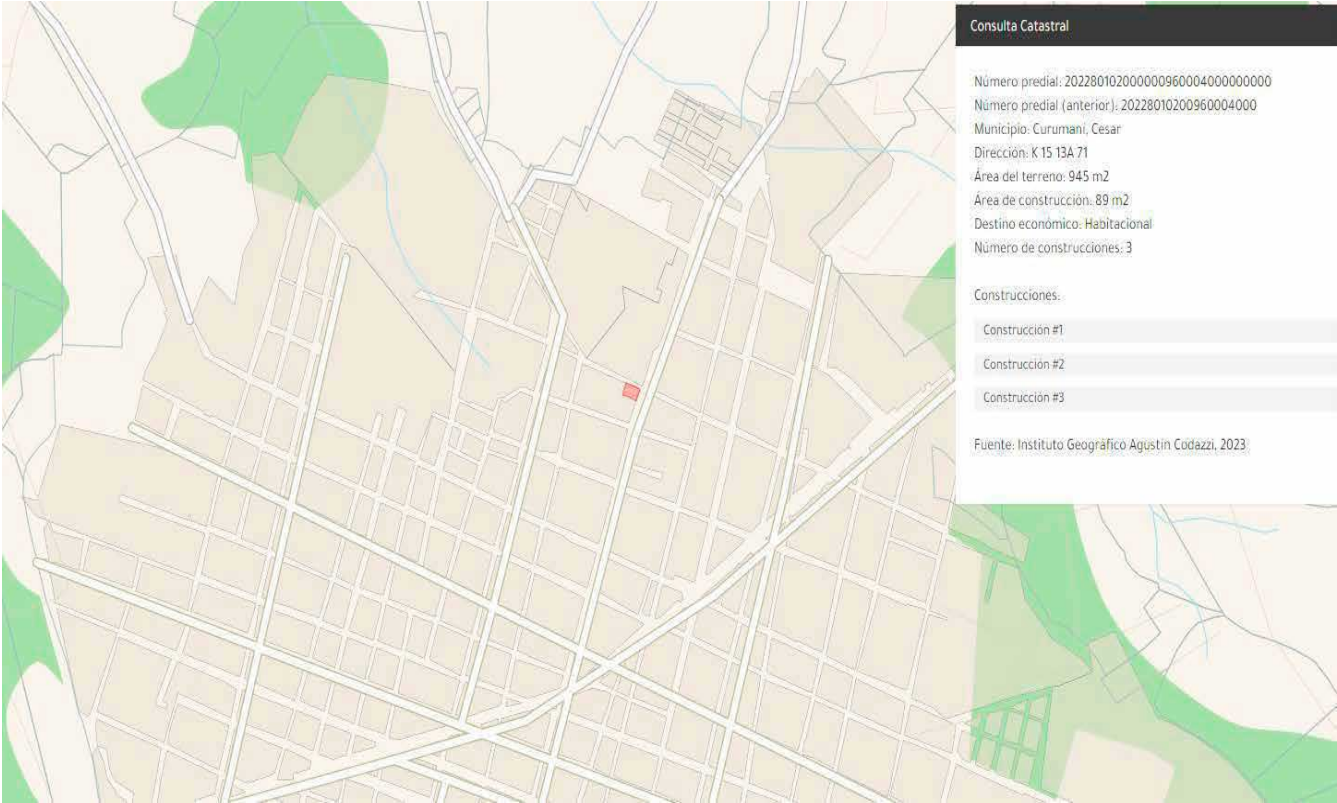 Consulta Catastral
Número predial: 202280102000000960004000000000
Número predial (anterior): 20228010200960004000
Municipio: Curumaní, Cesar
Dirección: K 15 13A 71
Área del terreno: 945 m2
Área de construcción: 89 m2
Destino económico: Habitacional
Número de construcciones: 3
Construcciones:
Construcción #1
Construcción #2
Construcción #3
Fuente: Instituto Geográfico Agustin Codazzi, 2023